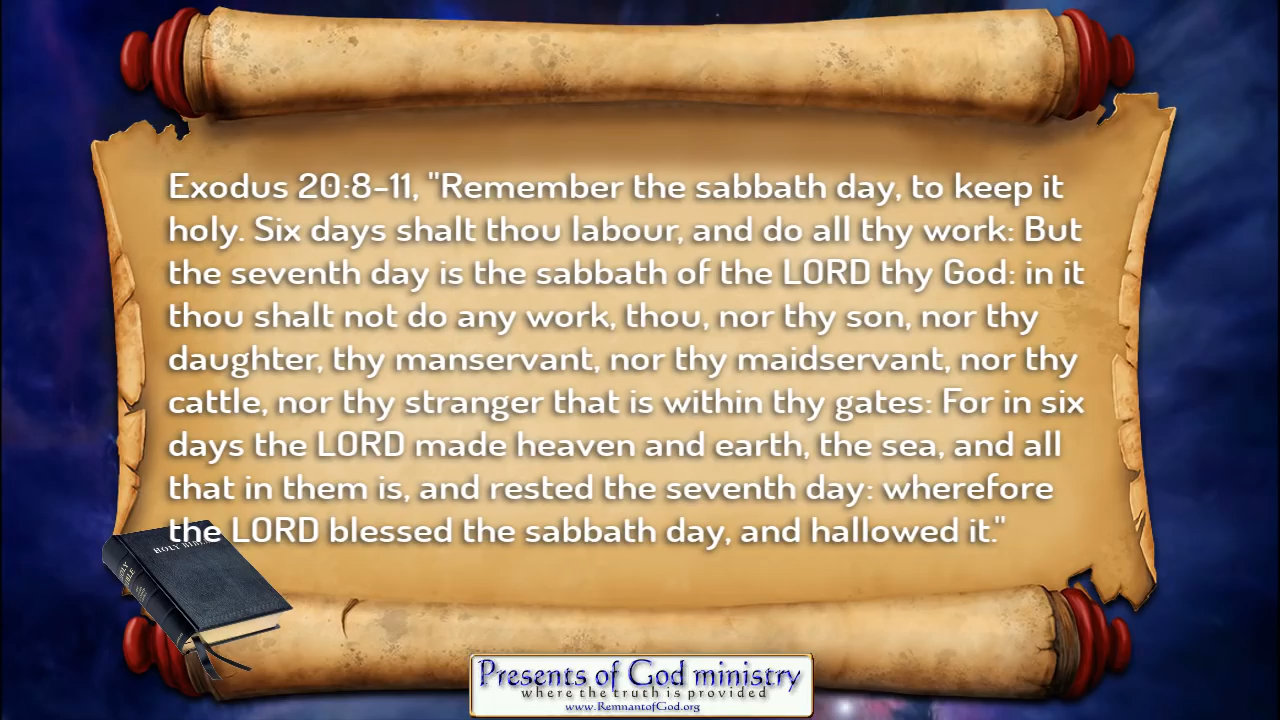 Exodus 20:8-11, "Remember the sabbath day, to keep it
holy. Six days shalt thou labour, and do all thy work: But
the seventh day is the sabbath of the LORD thy God: in it
thou shalt not do any work, thou, nor thy son, nor thy
daughter, thy manservant, nor thy maidservant, nor thy
cattle, nor thy stranger that is within thy gates: For in six
days the LORD made heaven and earth, the sea, and all
that in them is, and rested the seventh day: wherefore
the LORD blessed the sabbath day, and hallowed it."
HOLY BIBLE
HOLY
BIBLE
Presents of God ministry
where the truth is provided
www.RemnantofGod.org